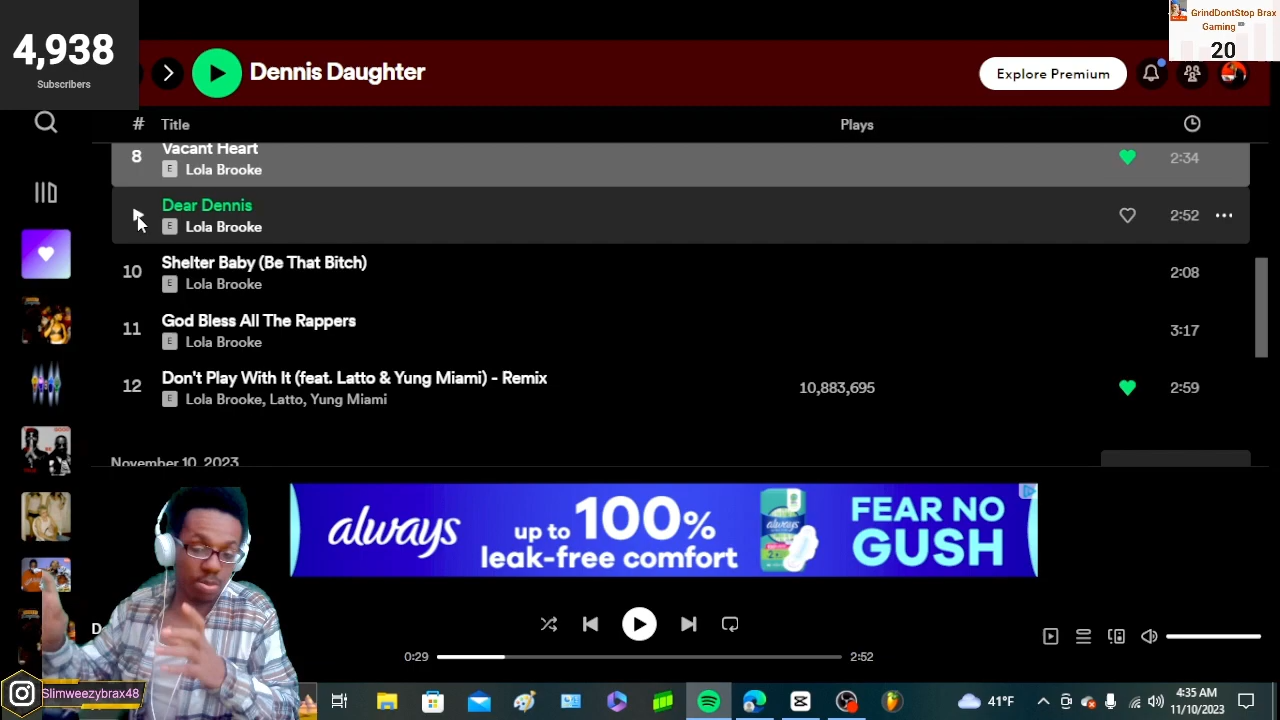 4,938
Subscribers
Dennis Daughter
Explore Premium
GrindDontStop Brax
Gaming
20
# Title Plays
8 Vacant Heart 2:34
E Lola Brooke
Dear Dennis 2:52
E Lola Brooke
10 Shelter Baby (Be That Bitch) 2:08
E Lola Brooke
11 God Bless All The Rappers 3:17
E Lola Brooke
12 Don't Play With It (feat. Latto & Yung Miami) - Remix 10,883,695 2:59
E Lola Brooke, Latto, Yung Miami
November 10, 2023
always
up to 100%
leak-free comfort
FEAR NO
GUSH
D
0:29 2:52
Slimweezybrax48
41°F
4:35 AM
11/10/2023